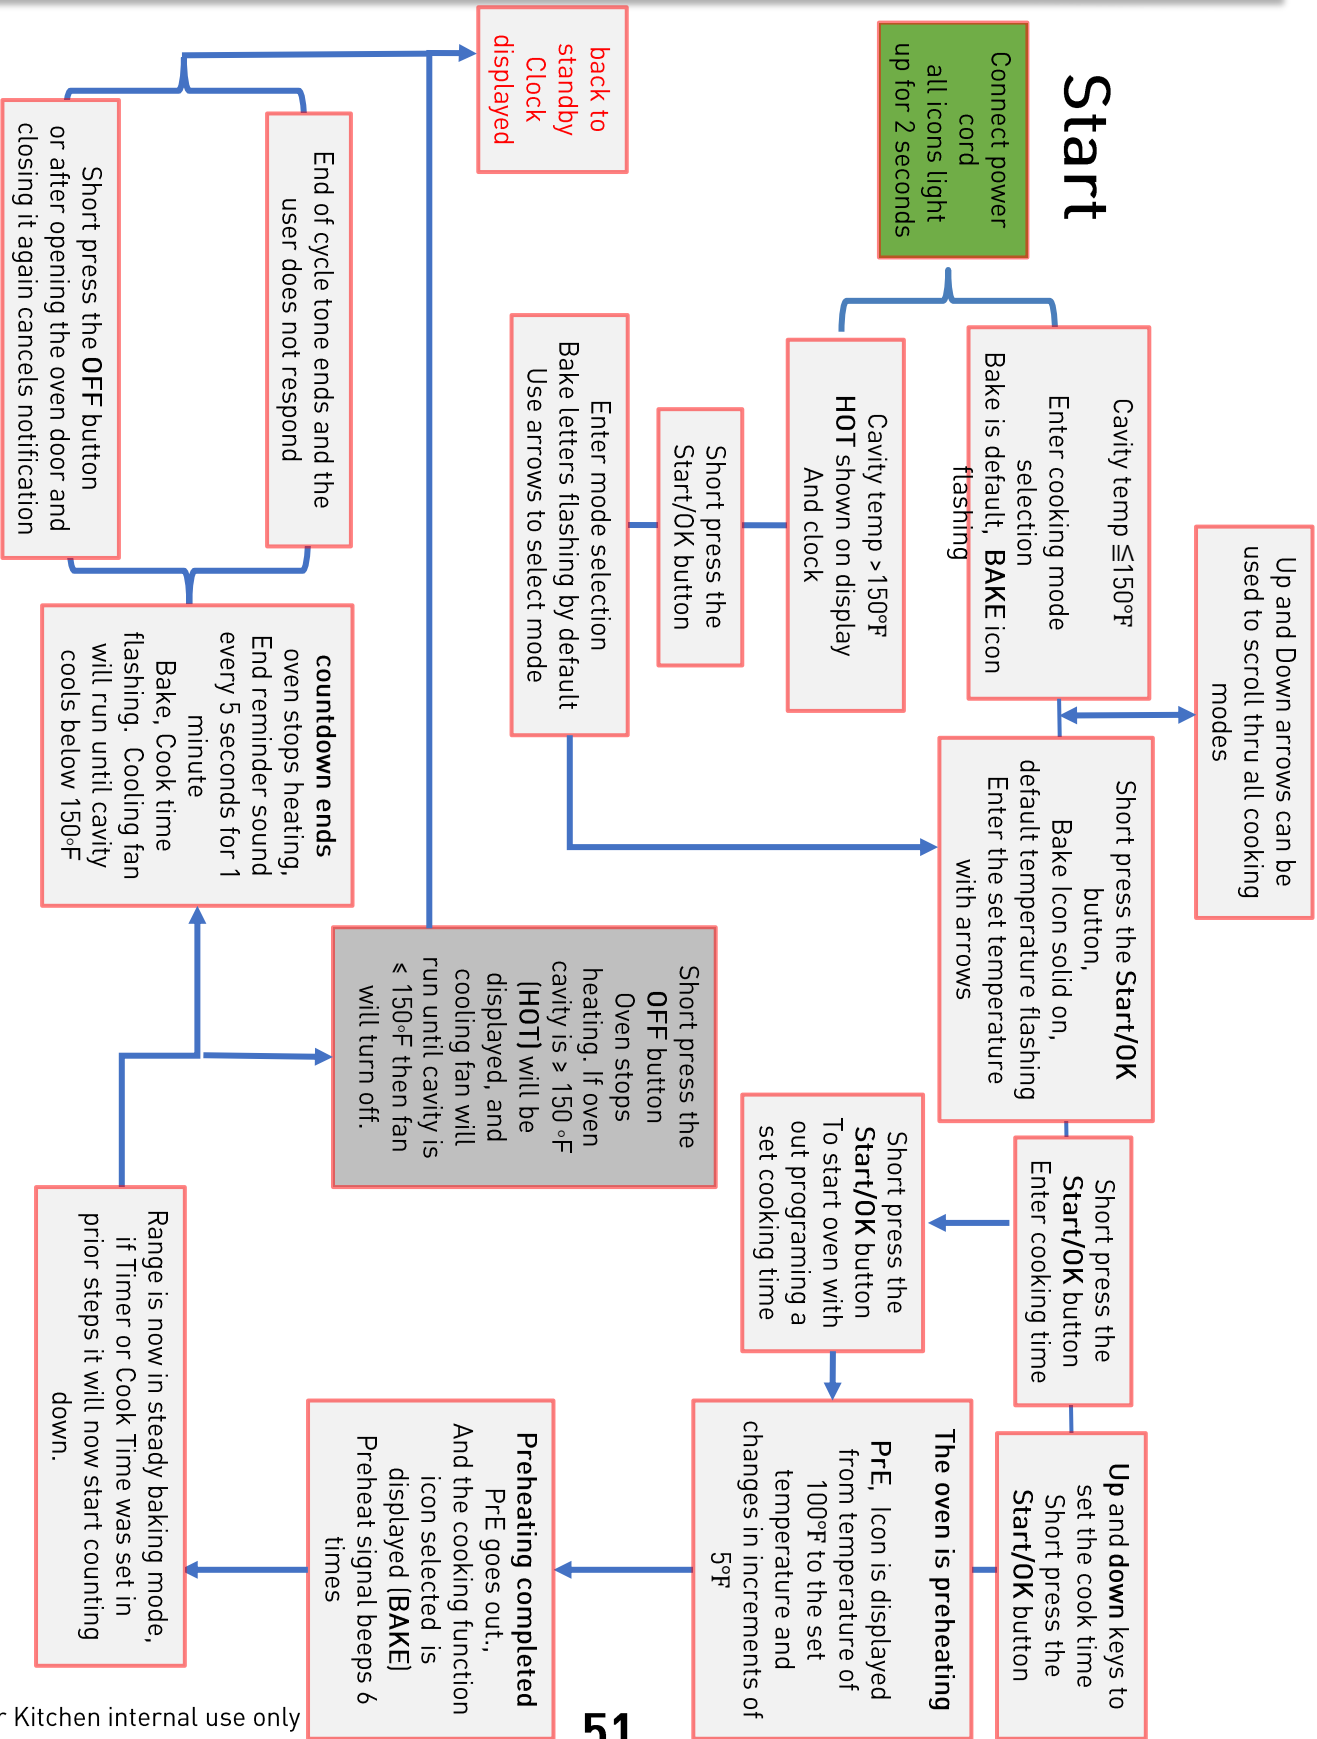 Start
Connect power
cord
all icons light
up for 2 seconds
Cavity temp ≦150°F
Enter cooking mode
selection
Bake is default, BAKE icon
flashing
Up and Down arrows can be
used to scroll thru all cooking
modes
Cavity temp >150°F
HOT shown on display
And clock
Short press the
Start/OK button
Enter mode selection
Bake letters flashing by default
Use arrows to select mode
Short press the Start/OK
button,
Bake Icon solid on,
default temperature flashing
Enter the set temperature
with arrows
Short press the
Start/OK button
Enter cooking time
Up and down keys to
set the cook time
Short press the
Start/OK button
Short press the
Start/OK button
To start oven with
out programing a
set cooking time
The oven is preheating
PrE, Icon is displayed
from temperature of
100°F to the set
temperature and
changes in increments of
5°F
Preheating completed
PrE goes out.,
And the cooking function
icon selected is
displayed (BAKE)
Preheat signal beeps 6
times
Range is now in steady baking mode,
if Timer or Cook Time was set in
prior steps it will now start counting
down.
Short press the
OFF button
Oven stops
heating. If oven
cavity is ≥ 150 °F
(HOT) will be
displayed, and
cooling fan will
run until cavity is
≤ 150°F then fan
will turn off.
countdown ends
oven stops heating,
End reminder sound
every 5 seconds for 1
minute
Bake, Cook time
flashing. Cooling fan
will run until cavity
cools below 150°F
End of cycle tone ends and the
user does not respond
Short press the OFF button
or after opening the oven door and
closing it again cancels notification
back to
standby
Clock
displayed
r Kitchen internal use only
51